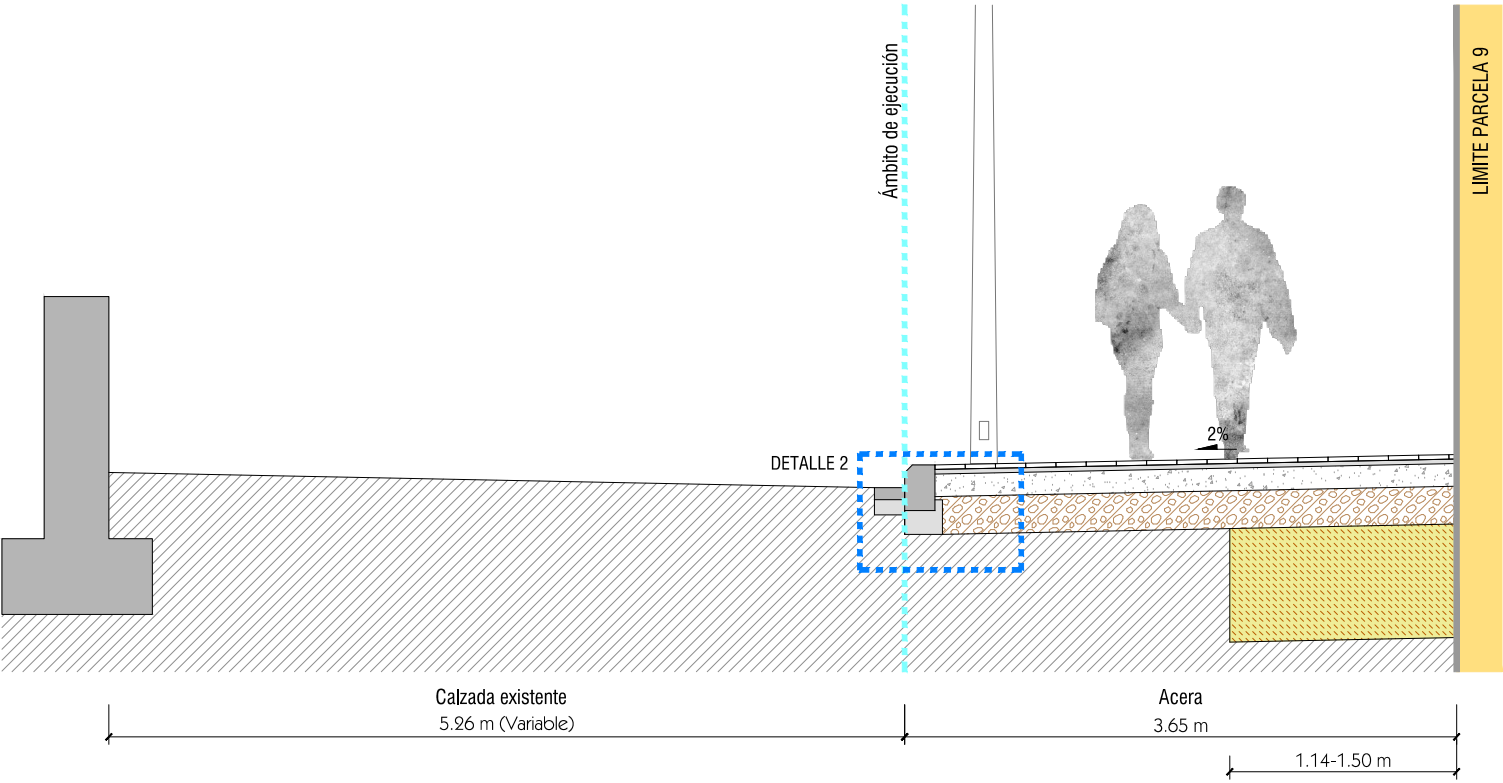 Ámbito de ejecución
LIMITE PARCELA 9
2%
DETALLE 2
Calzada existente
5.26 m (Variable)
Acera
3.65 m
1.14-1.50 m